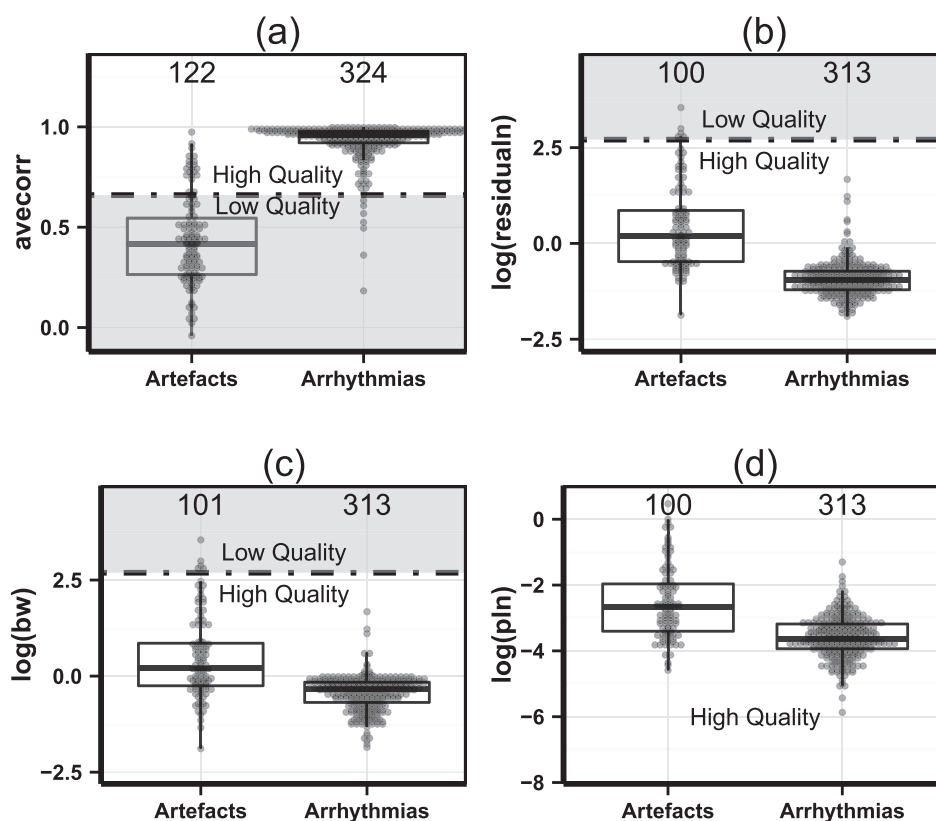 (a)
122 324
1.0
High Quality
Low Quality
0.5
0.0
avecorr
Artefacts Arrhythmias
(b)
100 313
Low Quality
2.5
High Quality
0.0
−2.5
log(residualn)
Artefacts Arrhythmias
(c)
101 313
Low Quality
2.5
High Quality
0.0
−2.5
log(bw)
Artefacts Arrhythmias
(d)
100 313
0
−2
−4
−6
High Quality
−8
log(pln)
Artefacts Arrhythmias